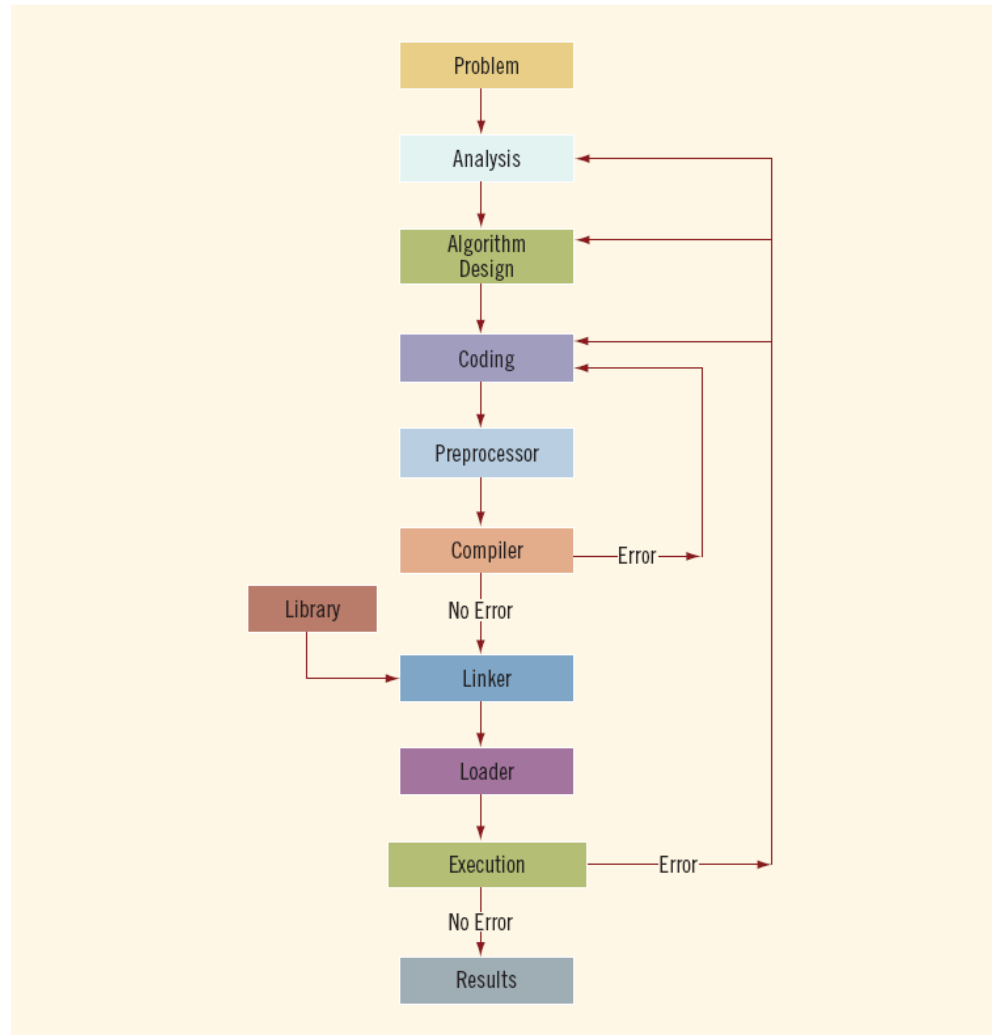 Problem
Analysis
Algorithm
Design
Coding
Preprocessor
Compiler
Error
Library
No Error
Linker
Loader
Execution
Error
No Error
Results